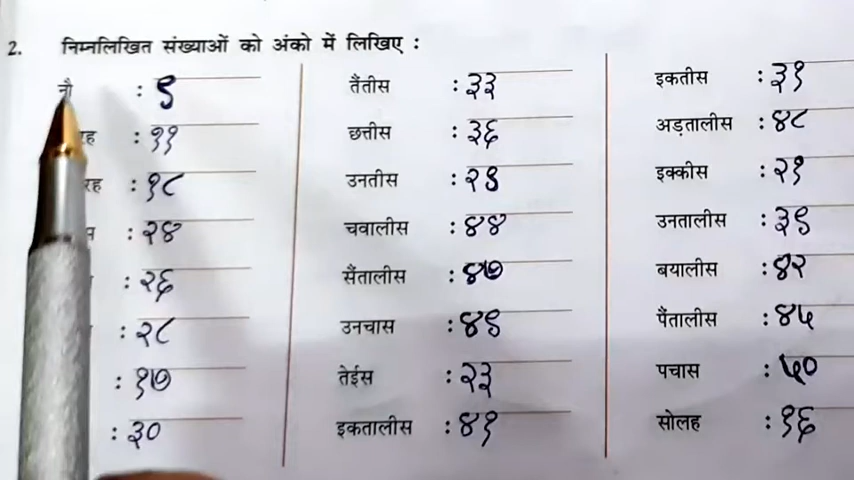 2. निम्नलिखित संख्याओं को अंको में लिखिए :
नौ : ९
: ११
: १८
: २४
: २६
: २८
: १७
: ३०
तैंतीस : ३३
छत्तीस : ३६
उनतीस : २९
चवालीस : ४४
सैंतालीस : ४७
उनचास : ४९
तेईस : २३
इकतालीस : ४१
इकतीस : ३१
अड़तालीस : ४८
इक्कीस : २१
उनतालीस : ३९
बयालीस : ४२
पैंतालीस : ४५
पचास : ५०
सोलह : १६